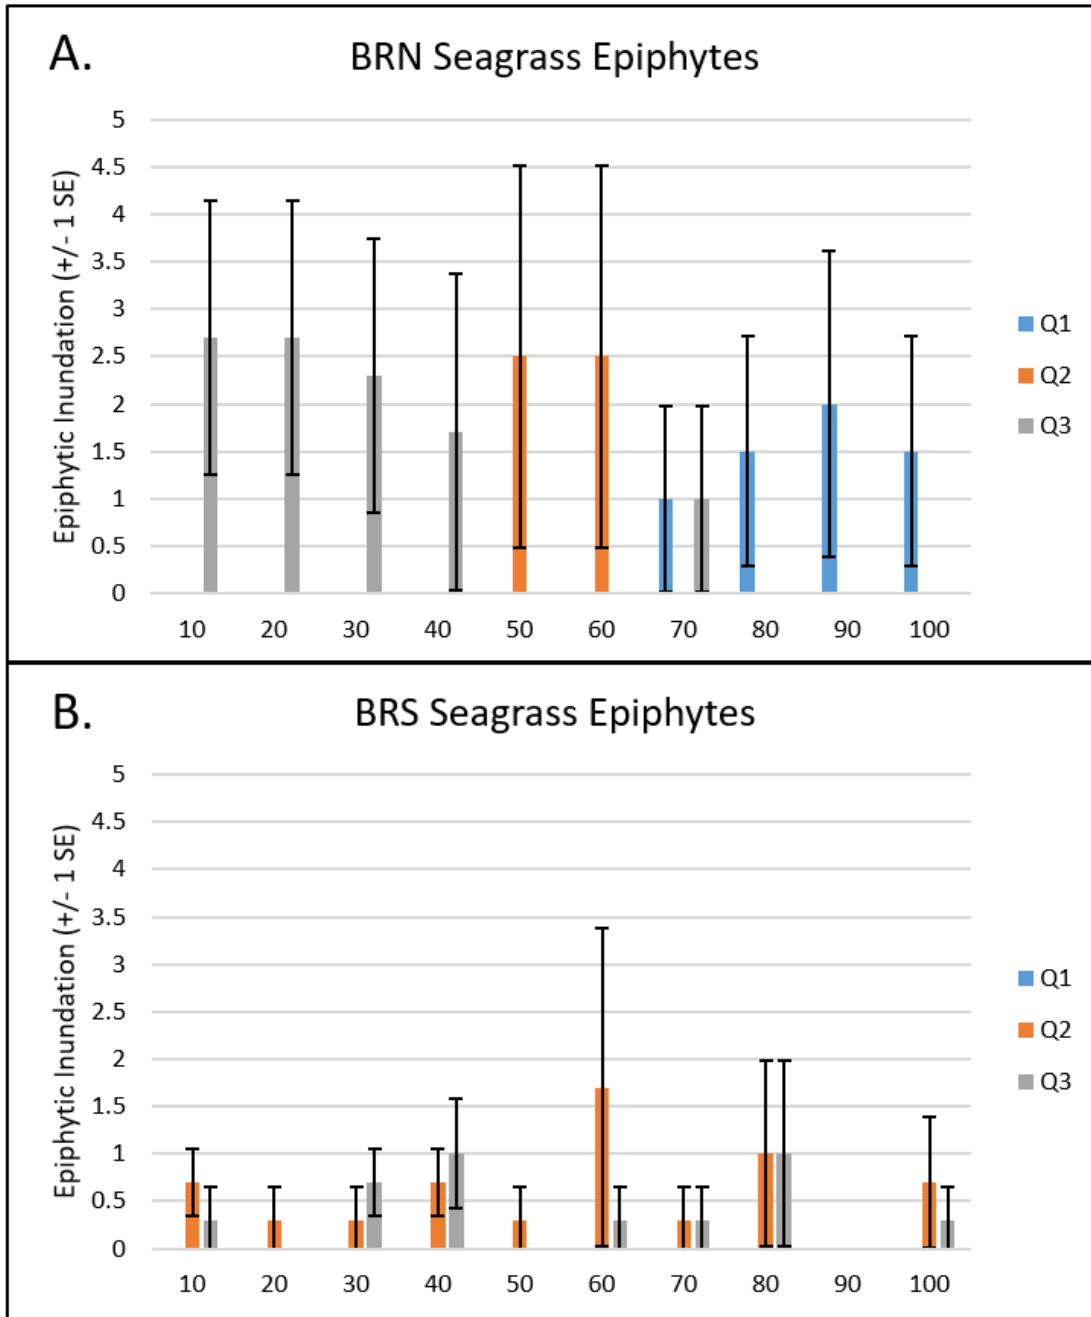 A.
BRN Seagrass Epiphytes
Epiphytic Inundation (+/- 1 SE)
5
4.5
4
3.5
3
2.5
2
1.5
1
0.5
0
10 20 30 40 50 60 70 80 90 100
Q1
Q2
Q3
B.
BRS Seagrass Epiphytes
Epiphytic Inundation (+/- 1 SE)
5
4.5
4
3.5
3
2.5
2
1.5
1
0.5
0
10 20 30 40 50 60 70 80 90 100
Q1
Q2
Q3